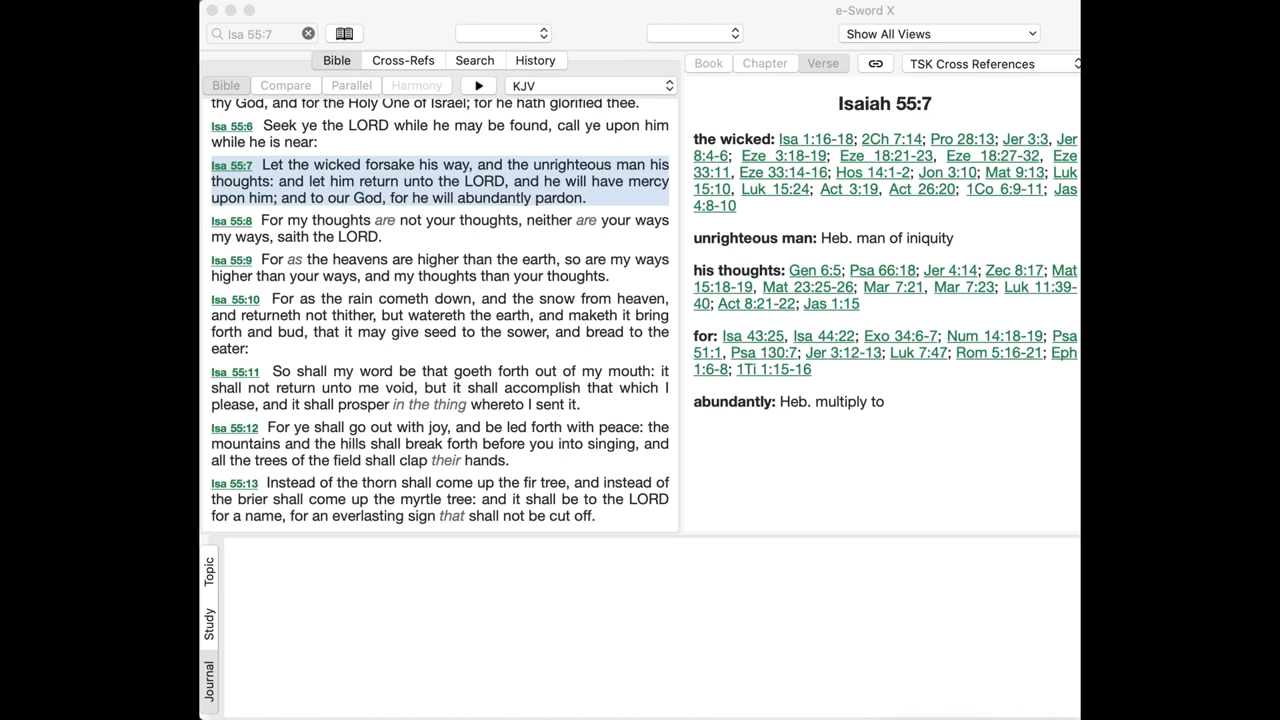 e-Sword X
Isa 55:7
Show All Views
Bible Cross-Refs Search History
Book Chapter Verse TSK Cross References
Bible Compare Parallel Harmony KJV
thy God, and for the Holy One of Israel; for he hath glorified thee.
Isa 55:6 Seek ye the LORD while he may be found, call ye upon him
while he is near:
Isa 55:7 Let the wicked forsake his way, and the unrighteous man his
thoughts: and let him return unto the LORD, and he will have mercy
upon him; and to our God, for he will abundantly pardon.
Isa 55:8 For my thoughts are not your thoughts, neither are your ways
my ways, saith the LORD.
Isa 55:9 For as the heavens are higher than the earth, so are my ways
higher than your ways, and my thoughts than your thoughts.
Isa 55:10 For as the rain cometh down, and the snow from heaven,
and returneth not thither, but watereth the earth, and maketh it bring
forth and bud, that it may give seed to the sower, and bread to the
eater:
Isa 55:11 So shall my word be that goeth forth out of my mouth: it
shall not return unto me void, but it shall accomplish that which I
please, and it shall prosper in the thing whereto I sent it.
Isa 55:12 For ye shall go out with joy, and be led forth with peace: the
mountains and the hills shall break forth before you into singing, and
all the trees of the field shall clap their hands.
Isa 55:13 Instead of the thorn shall come up the fir tree, and instead of
the brier shall come up the myrtle tree: and it shall be to the LORD
for a name, for an everlasting sign that shall not be cut off.
Isaiah 55:7
the wicked: Isa 1:16-18; 2Ch 7:14; Pro 28:13; Jer 3:3, Jer
8:4-6; Eze 3:18-19; Eze 18:21-23, Eze 18:27-32, Eze
33:11, Eze 33:14-16; Hos 14:1-2; Jon 3:10; Mat 9:13; Luk
15:10, Luk 15:24; Act 3:19, Act 26:20; 1Co 6:9-11; Jas
4:8-10
unrighteous man: Heb. man of iniquity
his thoughts: Gen 6:5; Psa 66:18; Jer 4:14; Zec 8:17; Mat
15:18-19, Mat 23:25-26; Mar 7:21, Mar 7:23; Luk 11:39-
40; Act 8:21-22; Jas 1:15
for: Isa 43:25, Isa 44:22; Exo 34:6-7; Num 14:18-19; Psa
51:1, Psa 130:7; Jer 3:12-13; Luk 7:47; Rom 5:16-21; Eph
1:6-8; 1Ti 1:15-16
abundantly: Heb. multiply to
Topic
Study
Journal